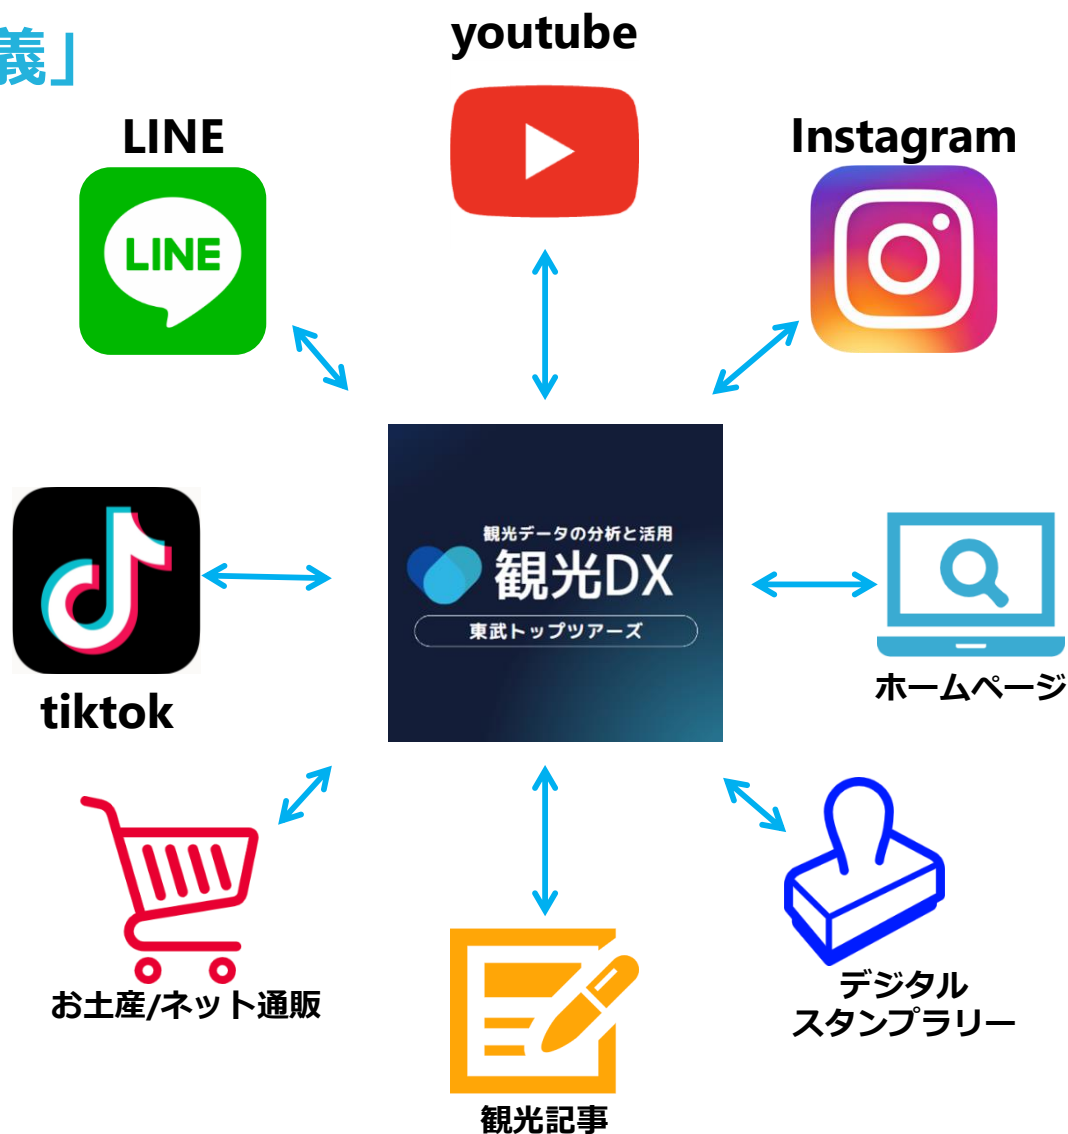 義」
youtube
LINE
Instagram
LINE
観光データの分析と活用
観光DX
東武トップツアーズ
tiktok
ホームページ
お土産/ネット通販
デジタル
スタンプラリー
観光記事